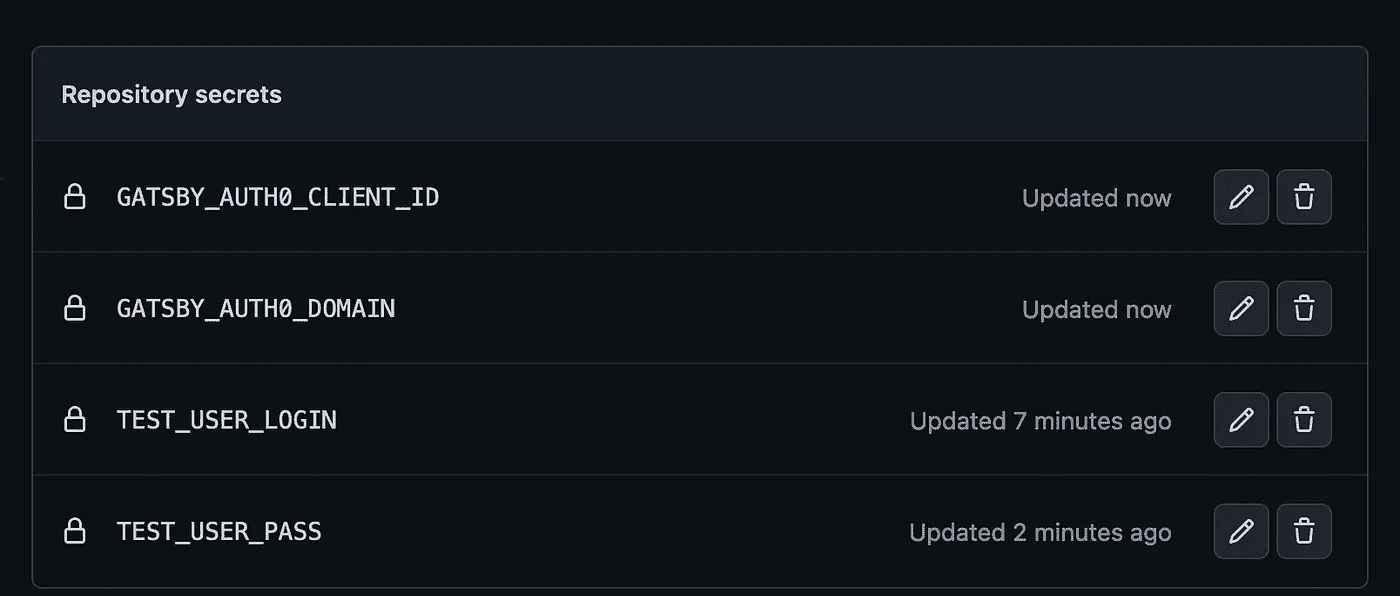 Repository secrets
GATSBY_AUTH0_CLIENT_ID Updated now
GATSBY_AUTH0_DOMAIN Updated now
TEST_USER_LOGIN Updated 7 minutes ago
TEST_USER_PASS Updated 2 minutes ago